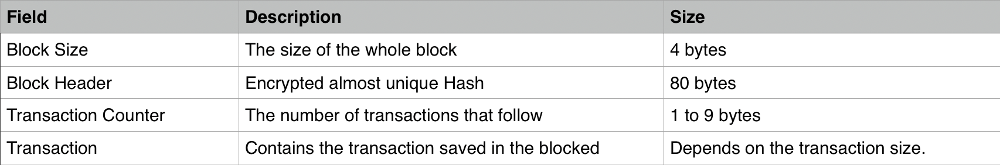 Field Description Size
Block Size The size of the whole block 4 bytes
Block Header Encrypted almost unique Hash 80 bytes
Transaction Counter The number of transactions that follow 1 to 9 bytes
Transaction Contains the transaction saved in the blocked Depends on the transaction size.